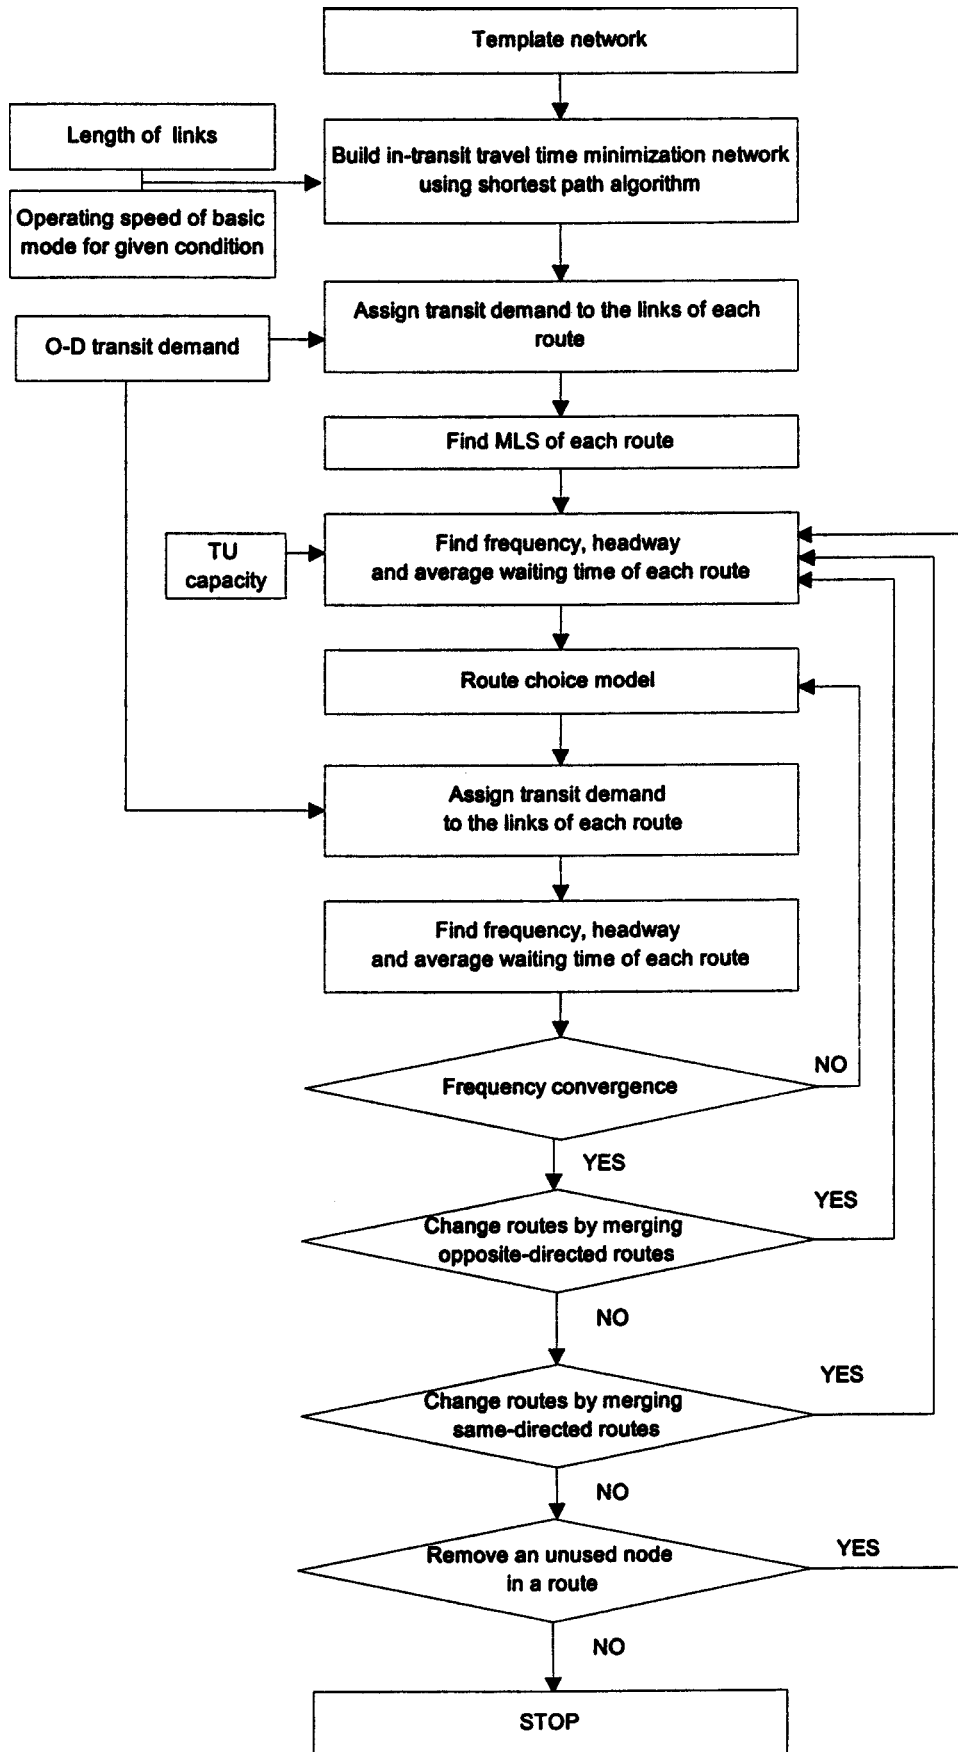 Template network
Length of links
Build in-transit travel time minimization network
using shortest path algorithm
Operating speed of basic
mode for given condition
Assign transit demand to the links of each
route
O-D transit demand
Find MLS of each route
TU
capacity
Find frequency, headway
and average waiting time of each route
Route choice model
Assign transit demand
to the links of each route
Find frequency, headway
and average waiting time of each route
Frequency convergence
NO
YES
Change routes by merging
opposite-directed routes
YES
NO
Change routes by merging
same-directed routes
YES
NO
Remove an unused node
in a route
YES
NO
STOP